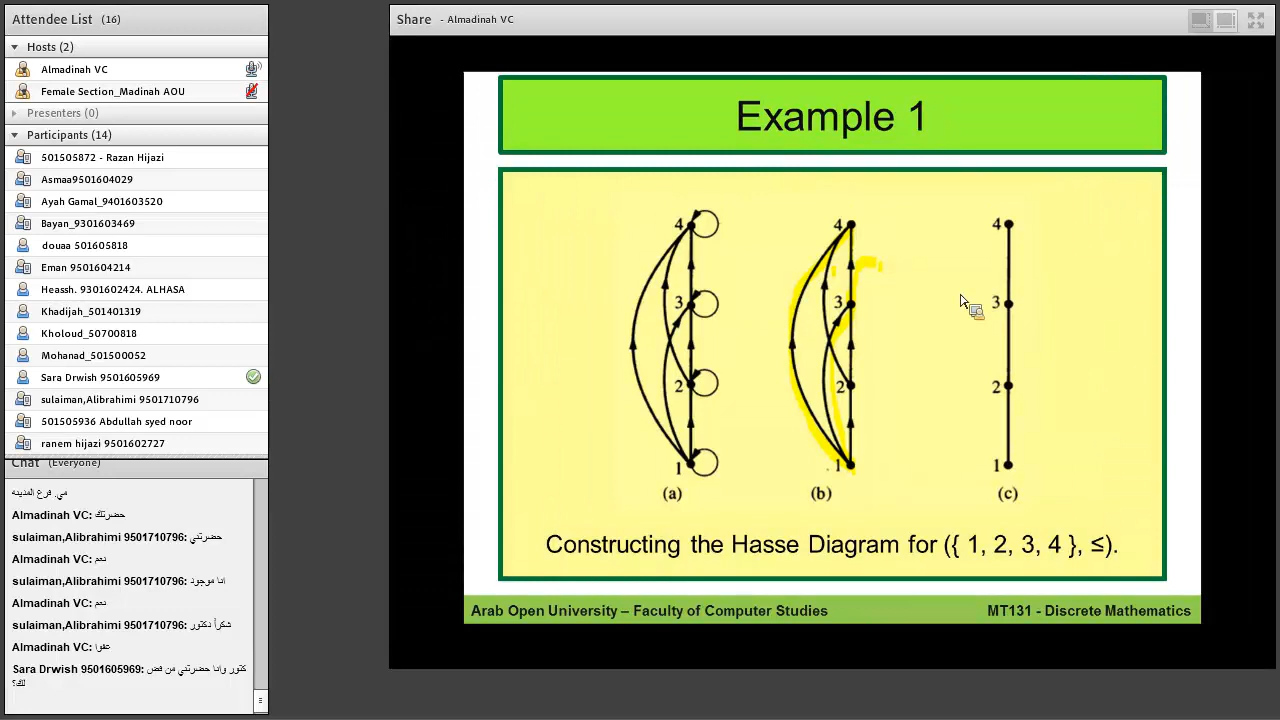 Attendee List (16)
Hosts (2)
Almadinah VC
Female Section_Madinah AOU
Presenters (0)
Participants (14)
501505872 - Razan Hijazi
Asmaa9501604029
Ayah Gamal_9401603520
Bayan_9301603469
douaa 501605818
Eman 9501604214
Heassh. 9301602424. ALHASA
Khadijah_501401319
Kholoud_50700818
Mohanad_501500052
Sara Drwish 9501605969
sulaiman,Alibrahimi 9501710796
501505936 Abdullah syed noor
ranem hijazi 9501602727
Chat (Everyone)
مي. فرع المدينه
Almadinah VC: حضرتك
sulaiman,Alibrahimi 9501710796: حضرتني
Almadinah VC: نعم
sulaiman,Alibrahimi 9501710796: انا موجود
Almadinah VC: نعم
sulaiman,Alibrahimi 9501710796: شكراً دكتور
Almadinah VC: عفوا
Sara Drwish 9501605969: كتور وانا حضرتني من فض
لك؟
Share - Almadinah VC
Example 1
4 4 4
3 3 3
2 2 2
1 1 1
(a) (b) (c)
Constructing the Hasse Diagram for ({ 1, 2, 3, 4 }, ≤).
Arab Open University – Faculty of Computer Studies MT131 - Discrete Mathematics